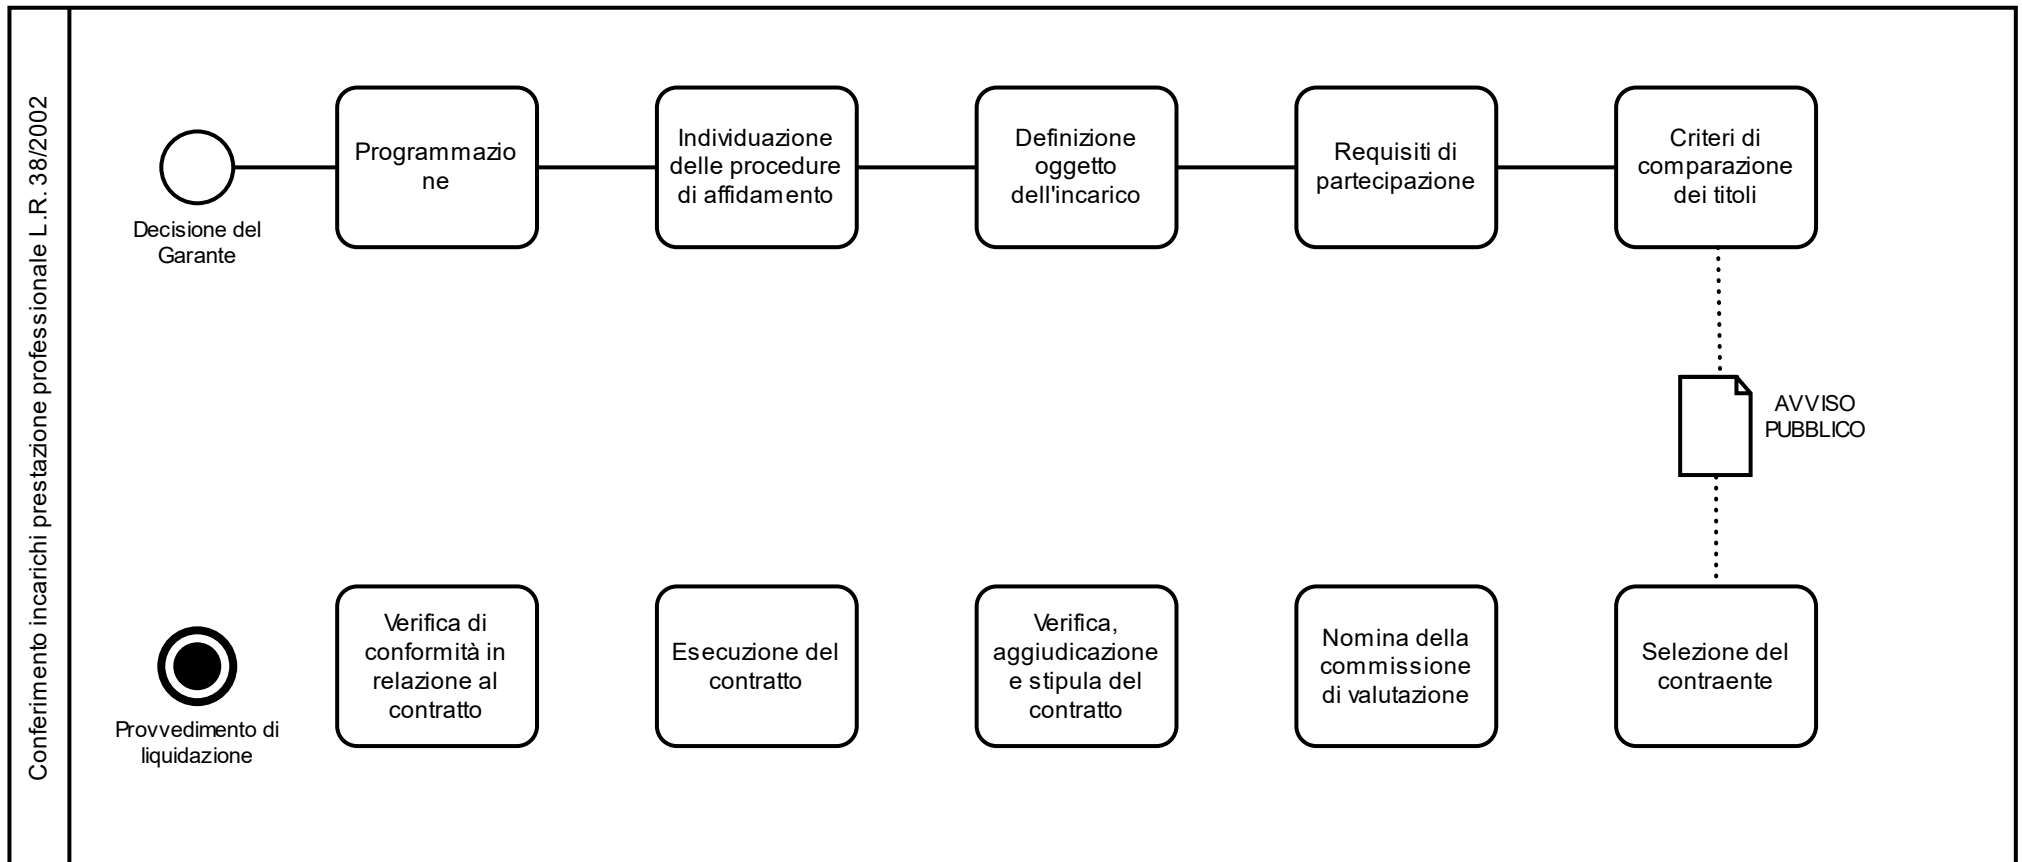 Conferimento incarichi prestazione professionale L.R. 38/2002
Decisione del
Garante
Programmazio
ne
Individuazione
delle procedure
di affidamento
Definizione
oggetto
dell'incarico
Requisiti di
partecipazione
Criteri di
comparazione
dei titoli
AVVISO
PUBBLICO
Provvedimento di
liquidazione
Verifica di
conformità in
relazione al
contratto
Esecuzione del
contratto
Verifica,
aggiudicazione
e stipula del
contratto
Nomina della
commissione
di valutazione
Selezione del
contraente